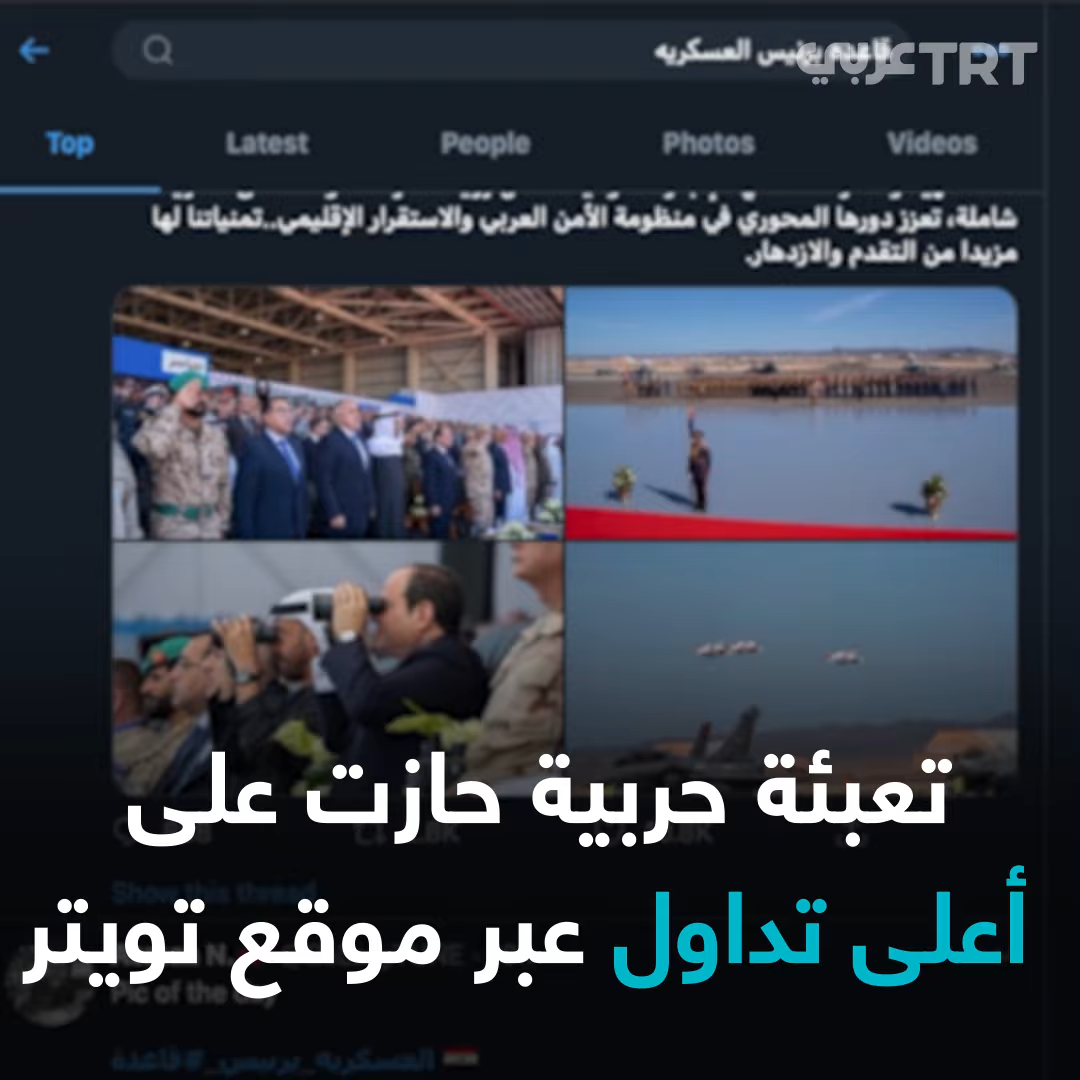 قاعدة برنيس العسكريه
TRT عربي
Top Latest People Photos Videos
شاملة، تعزز دورها المحوري في منظومة الأمن العربي والاستقرار الإقليمي..تمنياتنا لها
مزيدا من التقدم والازدهار.
تعبئة حربية حازت على
Show this thread
أعلى تداول عبر موقع تويتر
Pic of the
#قاعدة_برنيس_العسكريه